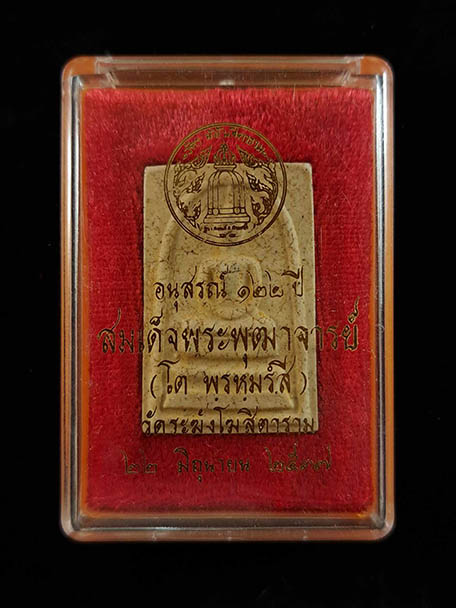 อนุสรณ์ ๑๒๒ ปี
สมเด็จพระพุฒาจารย์
(โต พรหมรํสี)
วัดระฆังโฆสิตาราม
๒๒ มิถุนายน ๒๕๓๗